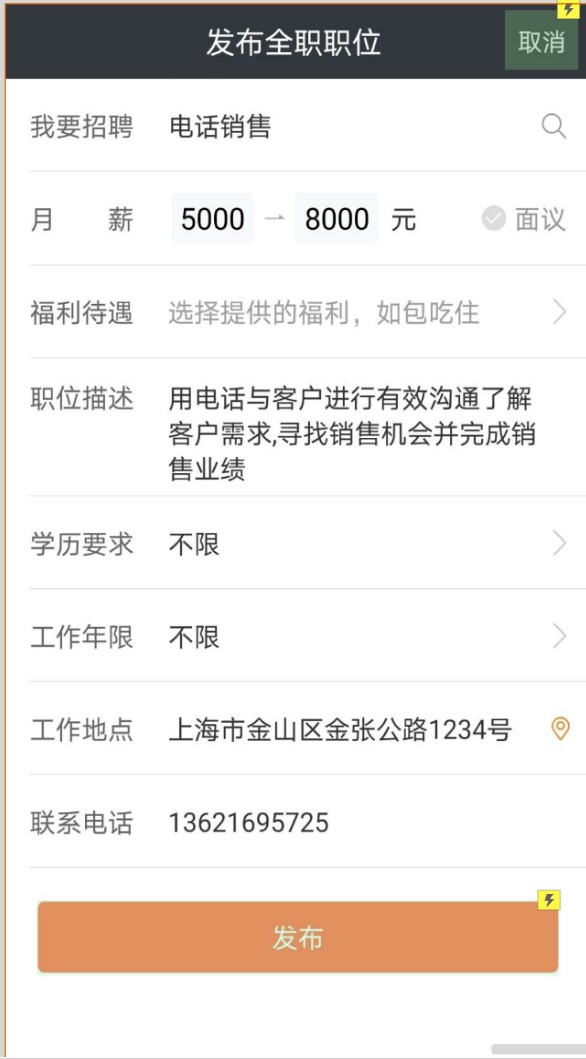 发布全职职位 取消
我要招聘 电话销售
月 薪 5000 8000 元 面议
福利待遇 选择提供的福利，如包吃住
职位描述 用电话与客户进行有效沟通了解
客户需求,寻找销售机会并完成销
售业绩
学历要求 不限
工作年限 不限
工作地点 上海市金山区金张公路1234号
联系电话 13621695725
发布